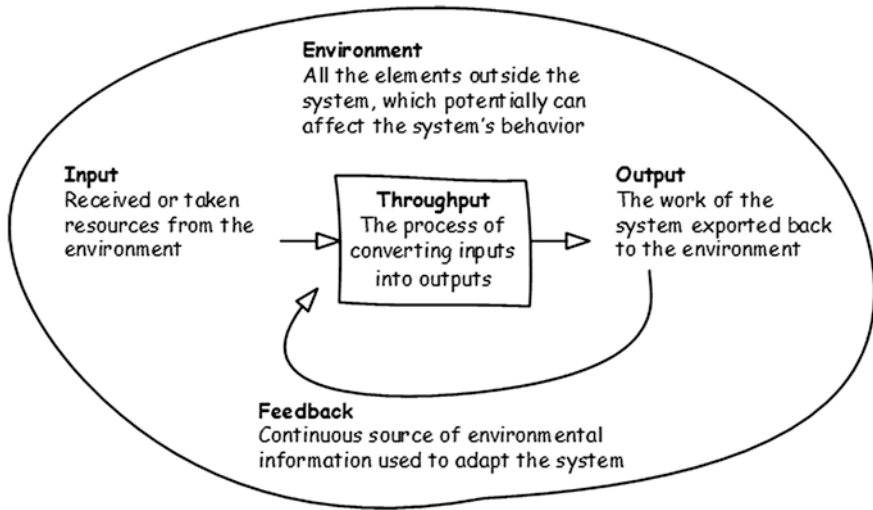 Environment
All the elements outside the
system, which potentially can
affect the system's behavior
Input
Received or taken
resources from the
environment
Throughput
The process of
converting inputs
into outputs
Output
The work of the
system exported back
to the environment
Feedback
Continuous source of environmental
information used to adapt the system